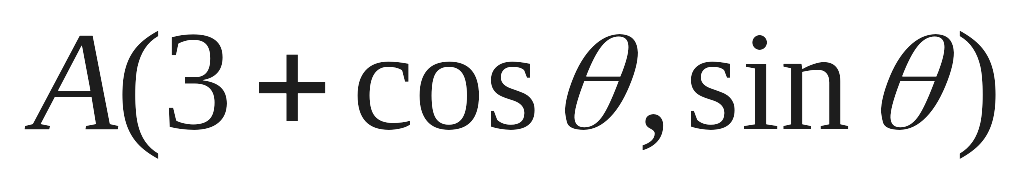 A(3 + cos θ, sin θ)